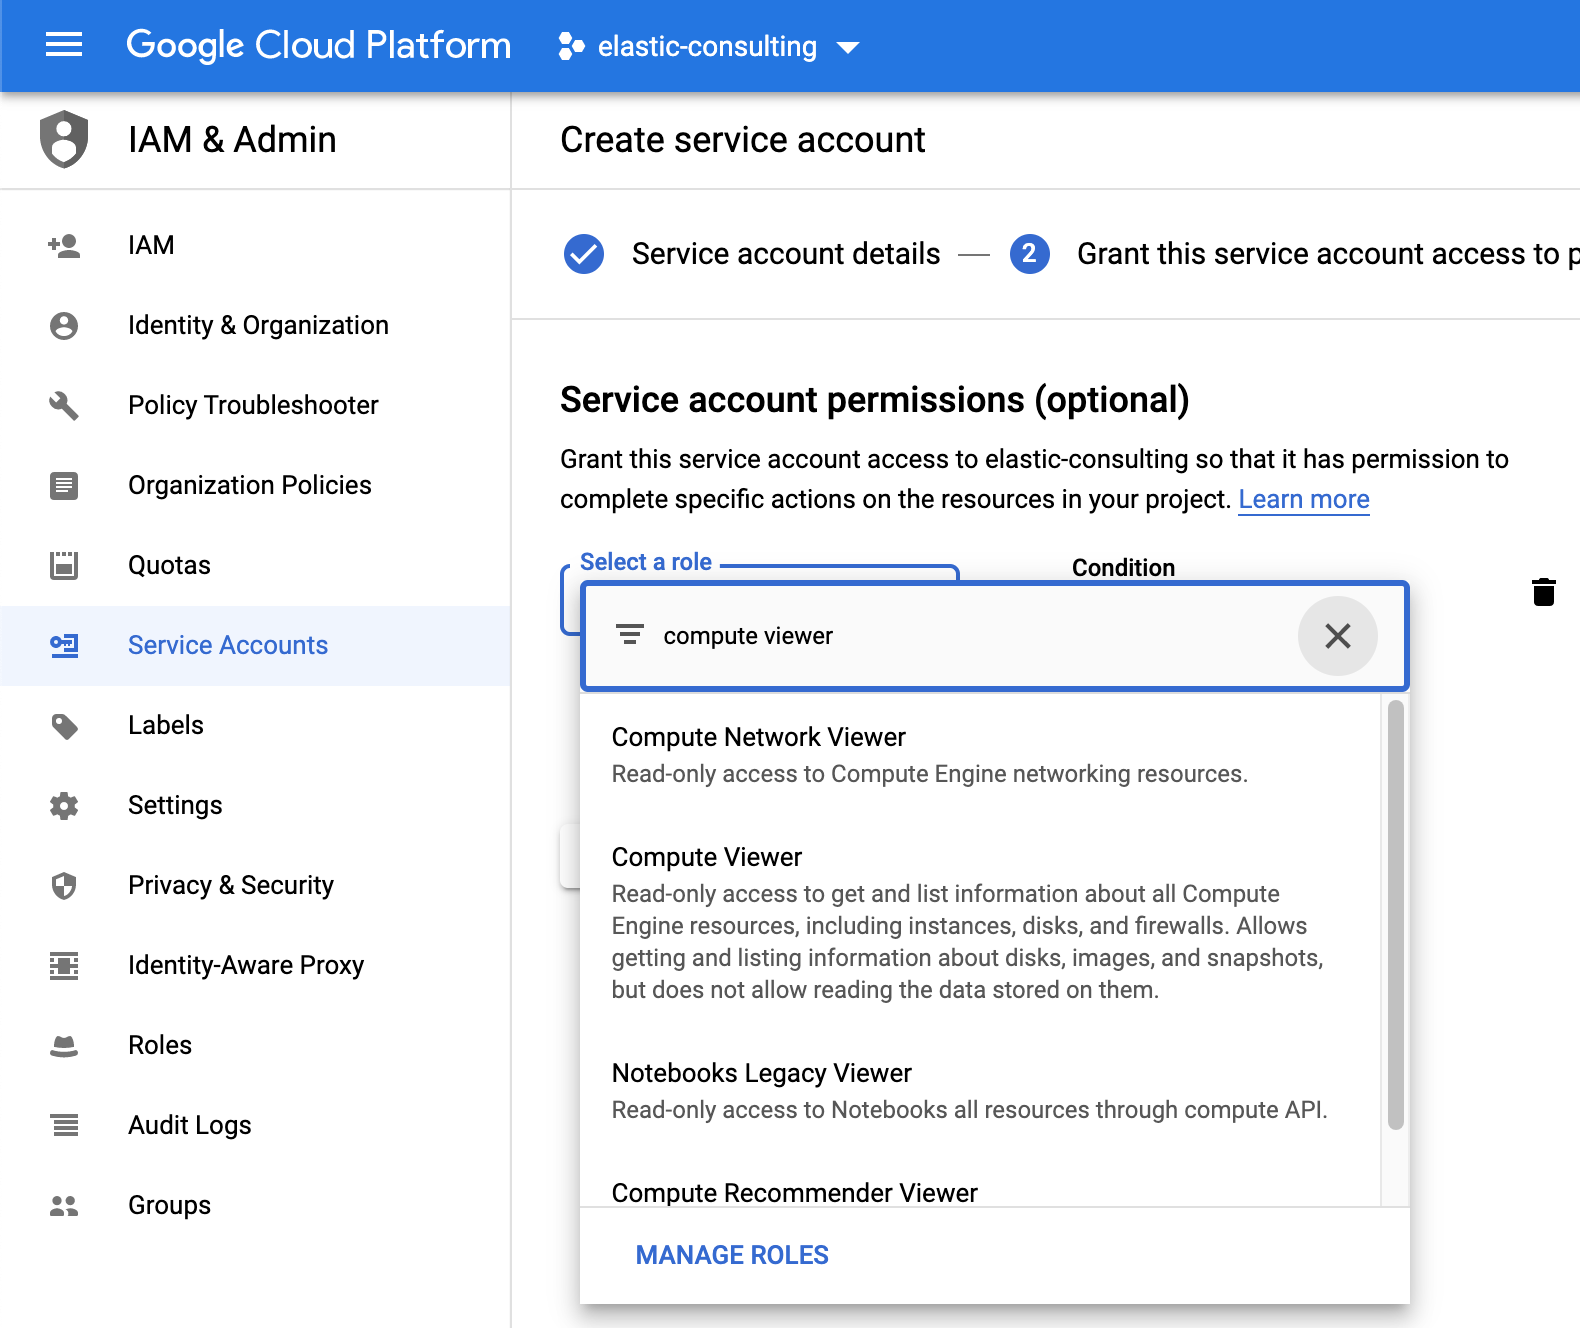 Google Cloud Platform
elastic-consulting
IAM & Admin
IAM
Identity & Organization
Policy Troubleshooter
Organization Policies
Quotas
Service Accounts
Labels
Settings
Privacy & Security
Identity-Aware Proxy
Roles
Audit Logs
Groups
Create service account
Service account details
2
Grant this service account access to p
Service account permissions (optional)
Grant this service account access to elastic-consulting so that it has permission to
complete specific actions on the resources in your project. Learn more
Select a role
Condition
compute viewer
Compute Network Viewer
Read-only access to Compute Engine networking resources.
Compute Viewer
Read-only access to get and list information about all Compute
Engine resources, including instances, disks, and firewalls. Allows
getting and listing information about disks, images, and snapshots,
but does not allow reading the data stored on them.
Notebooks Legacy Viewer
Read-only access to Notebooks all resources through compute API.
Compute Recommender Viewer
MANAGE ROLES